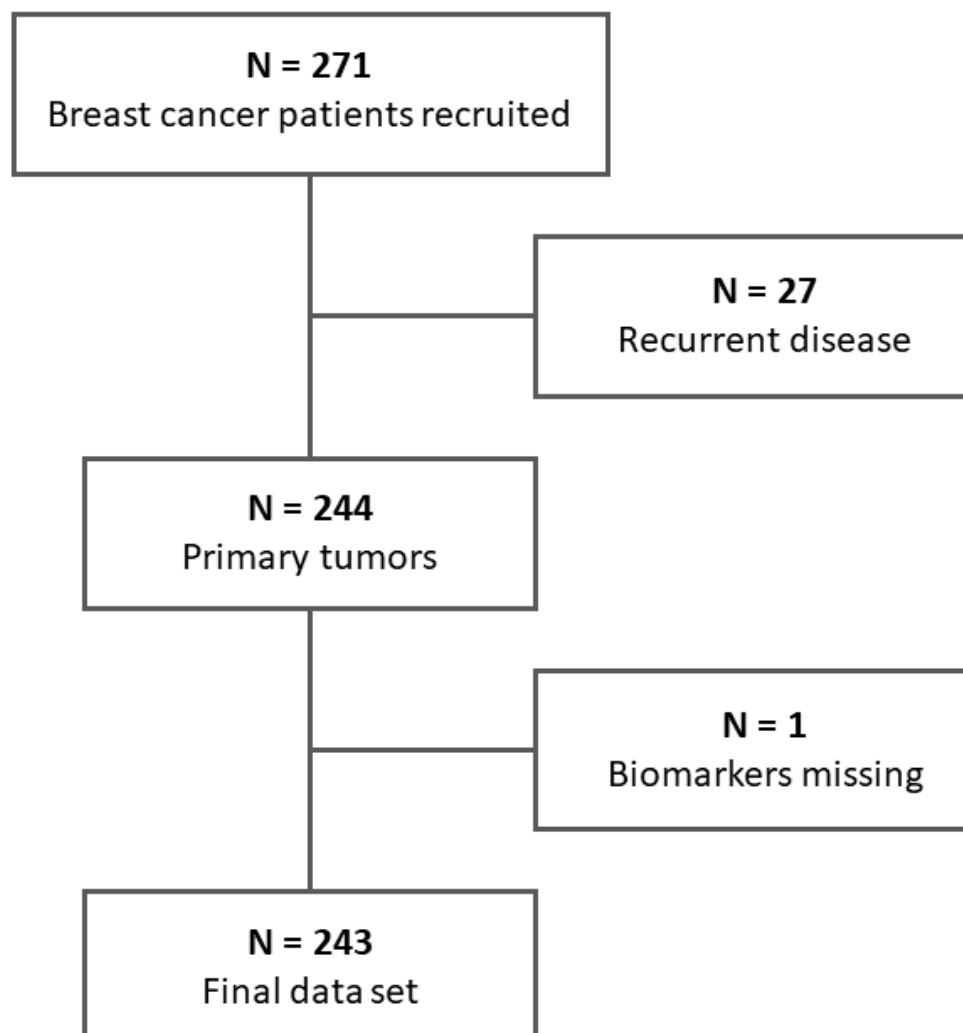 N = 271
Breast cancer patients recruited
N = 27
Recurrent disease
N = 244
Primary tumors
N = 1
Biomarkers missing
N = 243
Final data set